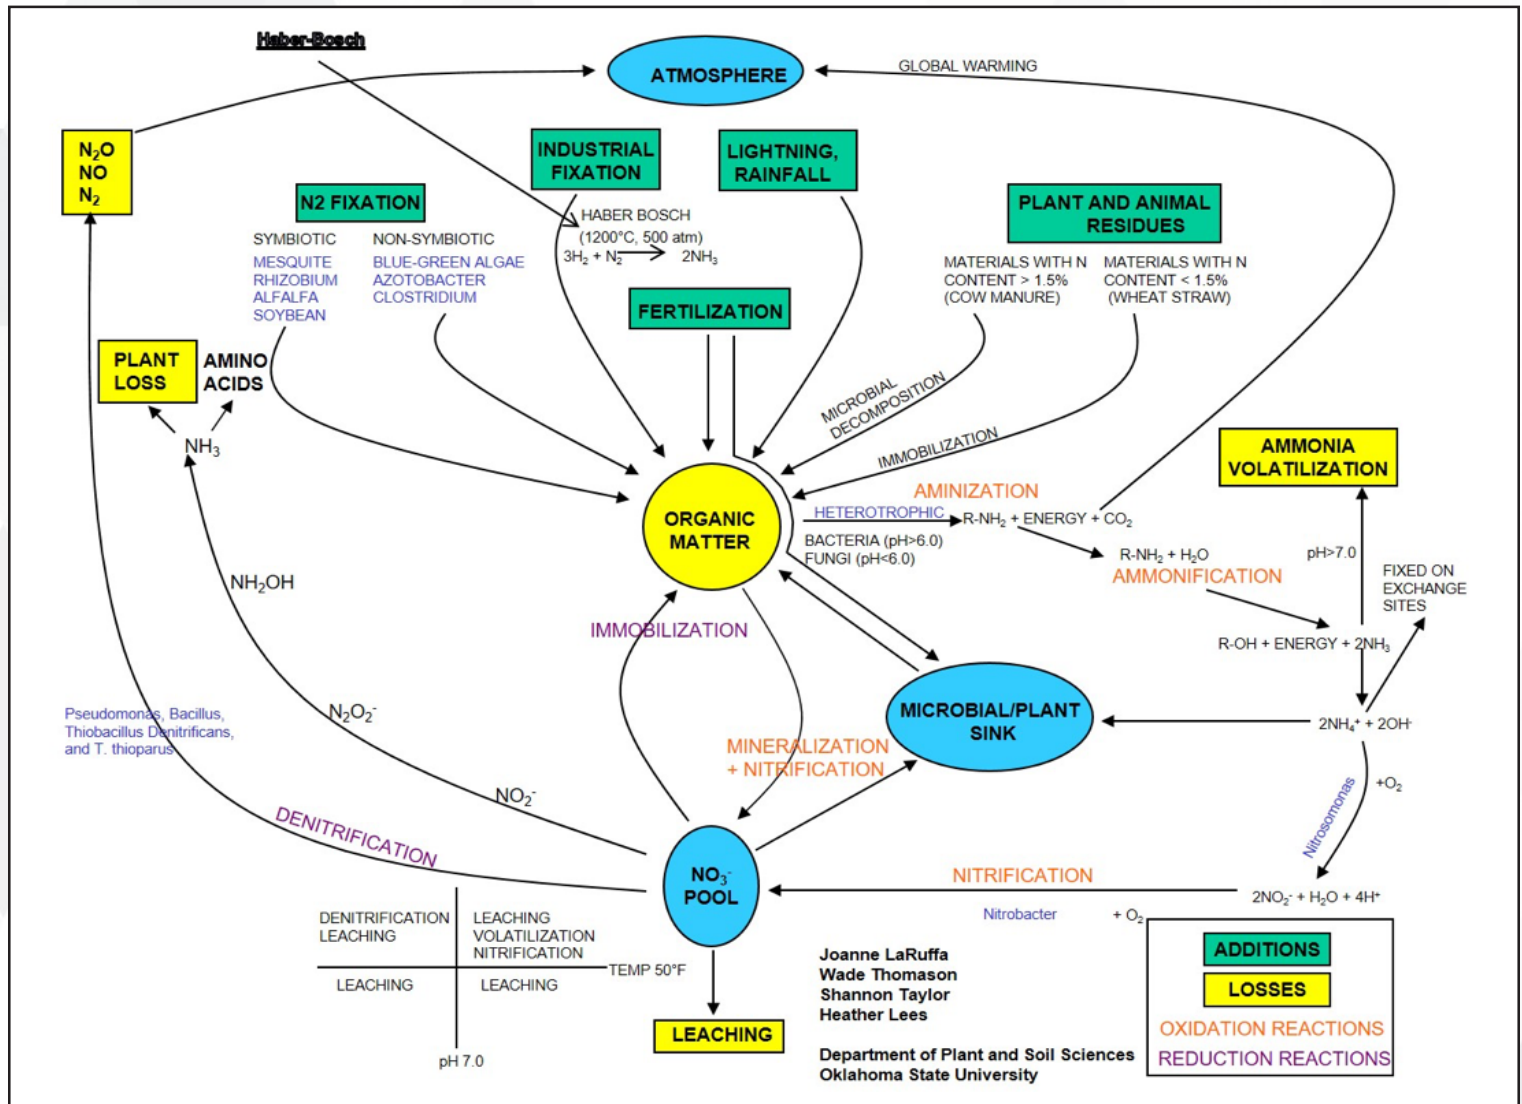 Haber-Bosch
ATMOSPHERE
GLOBAL WARMING
N₂O
NO
N₂
INDUSTRIAL
FIXATION
LIGHTNING,
RAINFALL
N2 FIXATION
PLANT AND ANIMAL
RESIDUES
SYMBIOTIC
MESQUITE
RHIZOBIUM
ALFALFA
SOYBEAN
NON-SYMBIOTIC
BLUE-GREEN ALGAE
AZOTOBACTER
CLOSTRIDIUM
HABER BOSCH
(1200°C, 500 atm)
3H₂ + N₂ 2NH₃
MATERIALS WITH N
CONTENT > 1.5%
(COW MANURE)
MATERIALS WITH N
CONTENT < 1.5%
(WHEAT STRAW)
FERTILIZATION
PLANT
LOSS
AMINO
ACIDS
NH₃
MICROBIAL
DECOMPOSITION
IMMOBILIZATION
AMMONIA
VOLATILIZATION
ORGANIC
MATTER
AMINIZATION
HETEROTROPHIC
R-NH₂ + ENERGY + CO₂
BACTERIA (pH>6.0)
FUNGI (pH<6.0)
R-NH₂ + H₂O
AMMONIFICATION
pH>7.0
FIXED ON
EXCHANGE
SITES
R-OH + ENERGY + 2NH₃
NH₂OH
IMMOBILIZATION
N₂O₂⁻
Pseudomonas, Bacillus,
Thiobacillus Denitrificans,
and T. thioparus
MICROBIAL/PLANT
SINK
2NH₄⁺ + 2OH⁻
MINERALIZATION
+ NITRIFICATION
NO₂⁻
+O₂
Nitrosomonas
DENITRIFICATION
NO₃⁻
POOL
NITRIFICATION
2NO₂⁻ + H₂O + 4H⁺
Nitrobacter
+ O₂
DENITRIFICATION
LEACHING
LEACHING
VOLATILIZATION
NITRIFICATION
TEMP 50°F
LEACHING
LEACHING
pH 7.0
LEACHING
Joanne LaRuffa
Wade Thomason
Shannon Taylor
Heather Lees
Department of Plant and Soil Sciences
Oklahoma State University
ADDITIONS
LOSSES
OXIDATION REACTIONS
REDUCTION REACTIONS